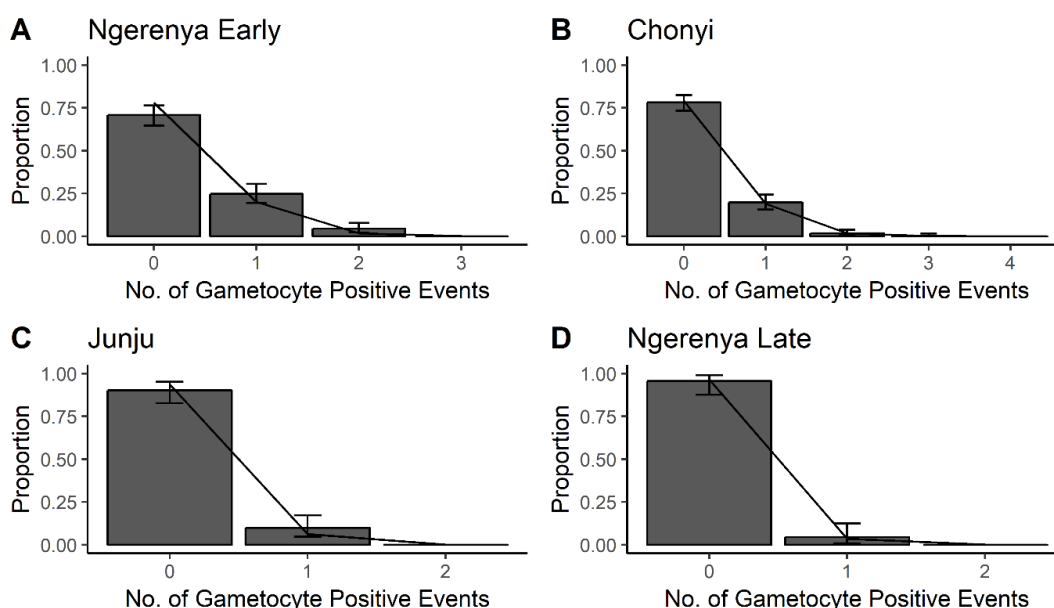 A Ngerenya Early
1.00
0.75
0.50
0.25
0.00
Proportion
0 1 2 3
No. of Gametocyte Positive Events
B Chonyi
1.00
0.75
0.50
0.25
0.00
Proportion
0 1 2 3 4
No. of Gametocyte Positive Events
C Junju
1.00
0.75
0.50
0.25
0.00
Proportion
0 1 2
No. of Gametocyte Positive Events
D Ngerenya Late
1.00
0.75
0.50
0.25
0.00
Proportion
0 1 2
No. of Gametocyte Positive Events